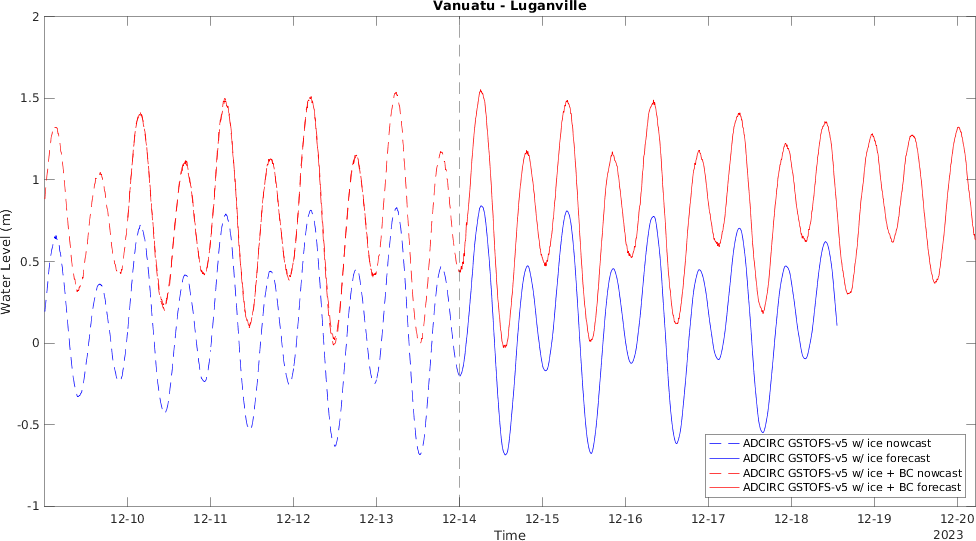 Vanuatu - Luganville
Water Level (m)
2
1.5
1
0.5
0
-0.5
-1
12-10 12-11 12-12 12-13 12-14 12-15 12-16 12-17 12-18 12-19 12-20
Time
2023
ADCIRC GSTOFS-v5 w/ ice nowcast
ADCIRC GSTOFS-v5 w/ ice forecast
ADCIRC GSTOFS-v5 w/ ice + BC nowcast
ADCIRC GSTOFS-v5 w/ ice + BC forecast